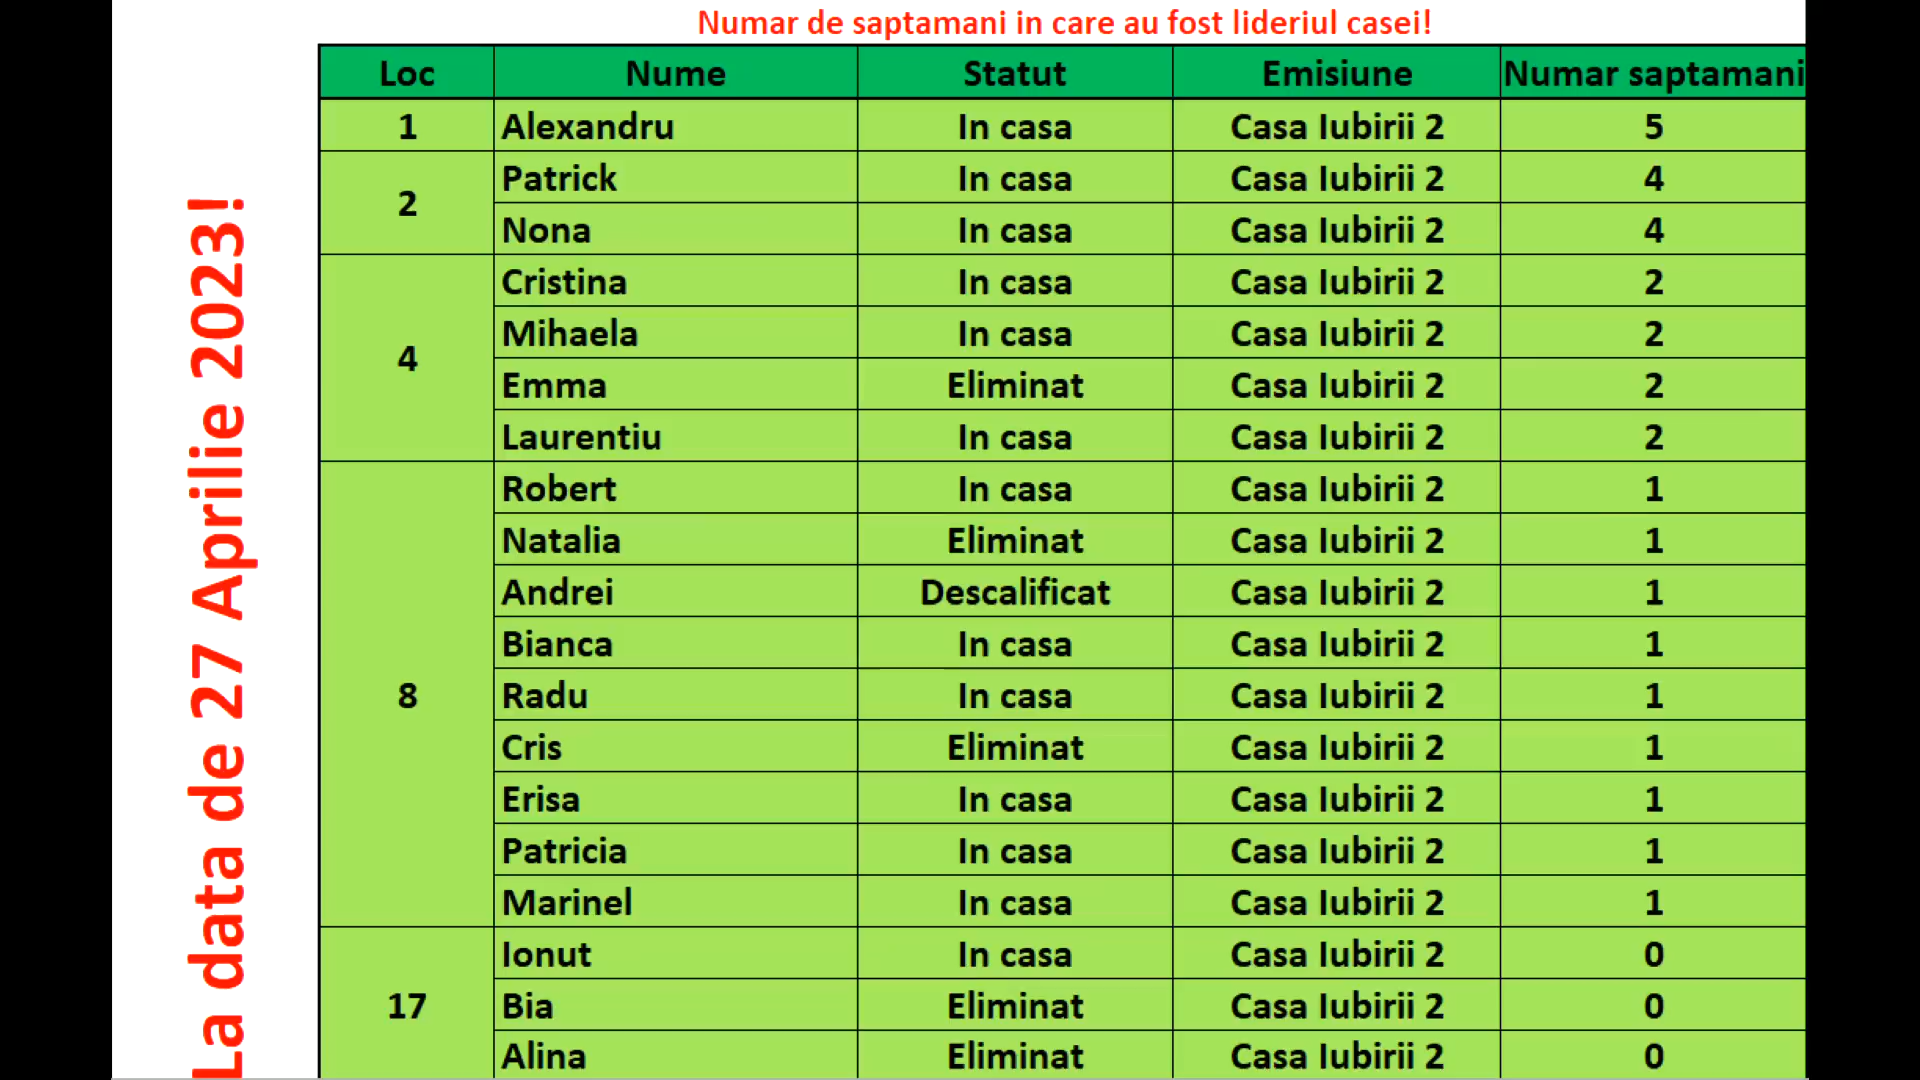 Numar de saptamani in care au fost lideriul casei!
La data de 27 Aprilie 2023!
Loc Nume Statut Emisiune Numar saptamani
1 Alexandru In casa Casa Iubirii 2 5
2 Patrick In casa Casa Iubirii 2 4
Nona In casa Casa Iubirii 2 4
4 Cristina In casa Casa Iubirii 2 2
Mihaela In casa Casa Iubirii 2 2
Emma Eliminat Casa Iubirii 2 2
Laurentiu In casa Casa Iubirii 2 2
8 Robert In casa Casa Iubirii 2 1
Natalia Eliminat Casa Iubirii 2 1
Andrei Descalificat Casa Iubirii 2 1
Bianca In casa Casa Iubirii 2 1
Radu In casa Casa Iubirii 2 1
Cris Eliminat Casa Iubirii 2 1
Erisa In casa Casa Iubirii 2 1
Patricia In casa Casa Iubirii 2 1
Marinel In casa Casa Iubirii 2 1
17 Ionut In casa Casa Iubirii 2 0
Bia Eliminat Casa Iubirii 2 0
Alina Eliminat Casa Iubirii 2 0